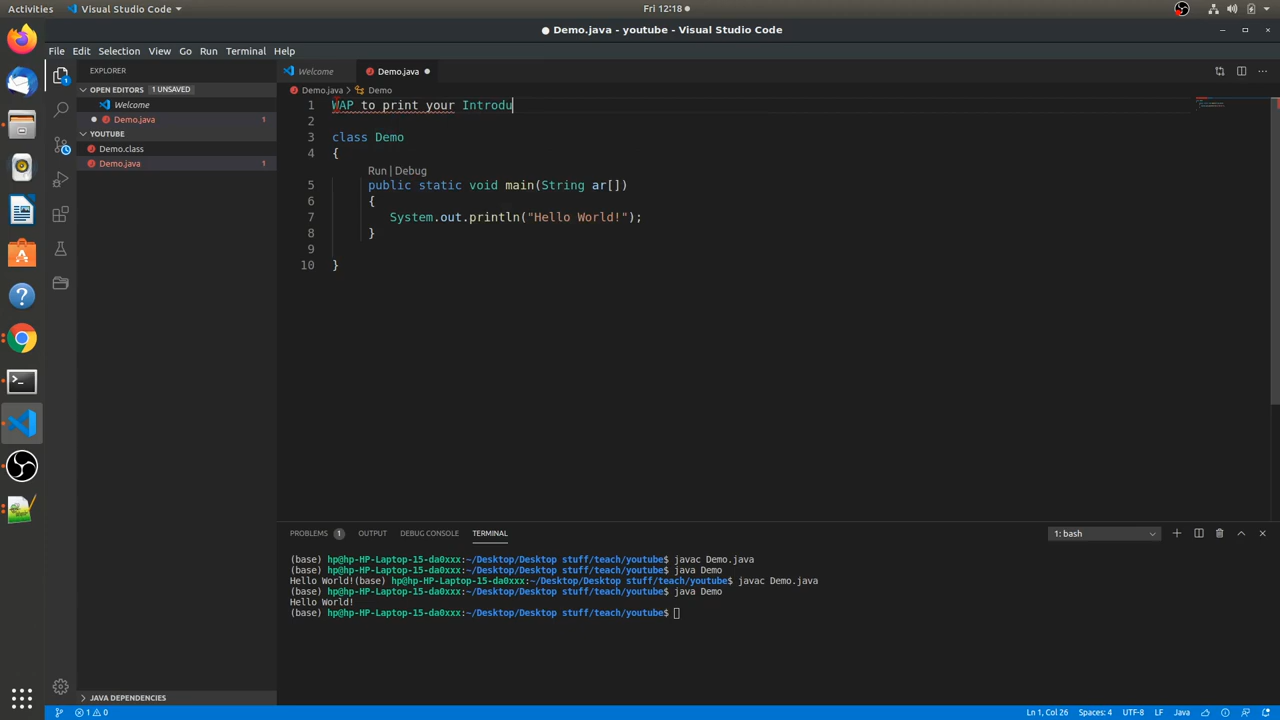 Activities Visual Studio Code Fri 12:18
Demo.java - youtube - Visual Studio Code
File Edit Selection View Go Run Terminal Help
EXPLORER Welcome Demo.java
OPEN EDITORS 1 UNSAVED Demo.java > Demo
Welcome
Demo.java 1
YOUTUBE
Demo.class
Demo.java 1
1 WAP to print your Introdu
2
3 class Demo
4 {
Run | Debug
5 public static void main(String ar[])
6 {
7 System.out.println("Hello World!");
8 }
9
10 }
PROBLEMS 1 OUTPUT DEBUG CONSOLE TERMINAL 1: bash
(base) hp@hp-HP-Laptop-15-da0xxx:~/Desktop/Desktop stuff/teach/youtube$ javac Demo.java
(base) hp@hp-HP-Laptop-15-da0xxx:~/Desktop/Desktop stuff/teach/youtube$ java Demo
Hello World!(base) hp@hp-HP-Laptop-15-da0xxx:~/Desktop/Desktop stuff/teach/youtube$ javac Demo.java
(base) hp@hp-HP-Laptop-15-da0xxx:~/Desktop/Desktop stuff/teach/youtube$ java Demo
Hello World!
(base) hp@hp-HP-Laptop-15-da0xxx:~/Desktop/Desktop stuff/teach/youtube$
JAVA DEPENDENCIES
1 0 Ln 1, Col 26 Spaces: 4 UTF-8 LF Java